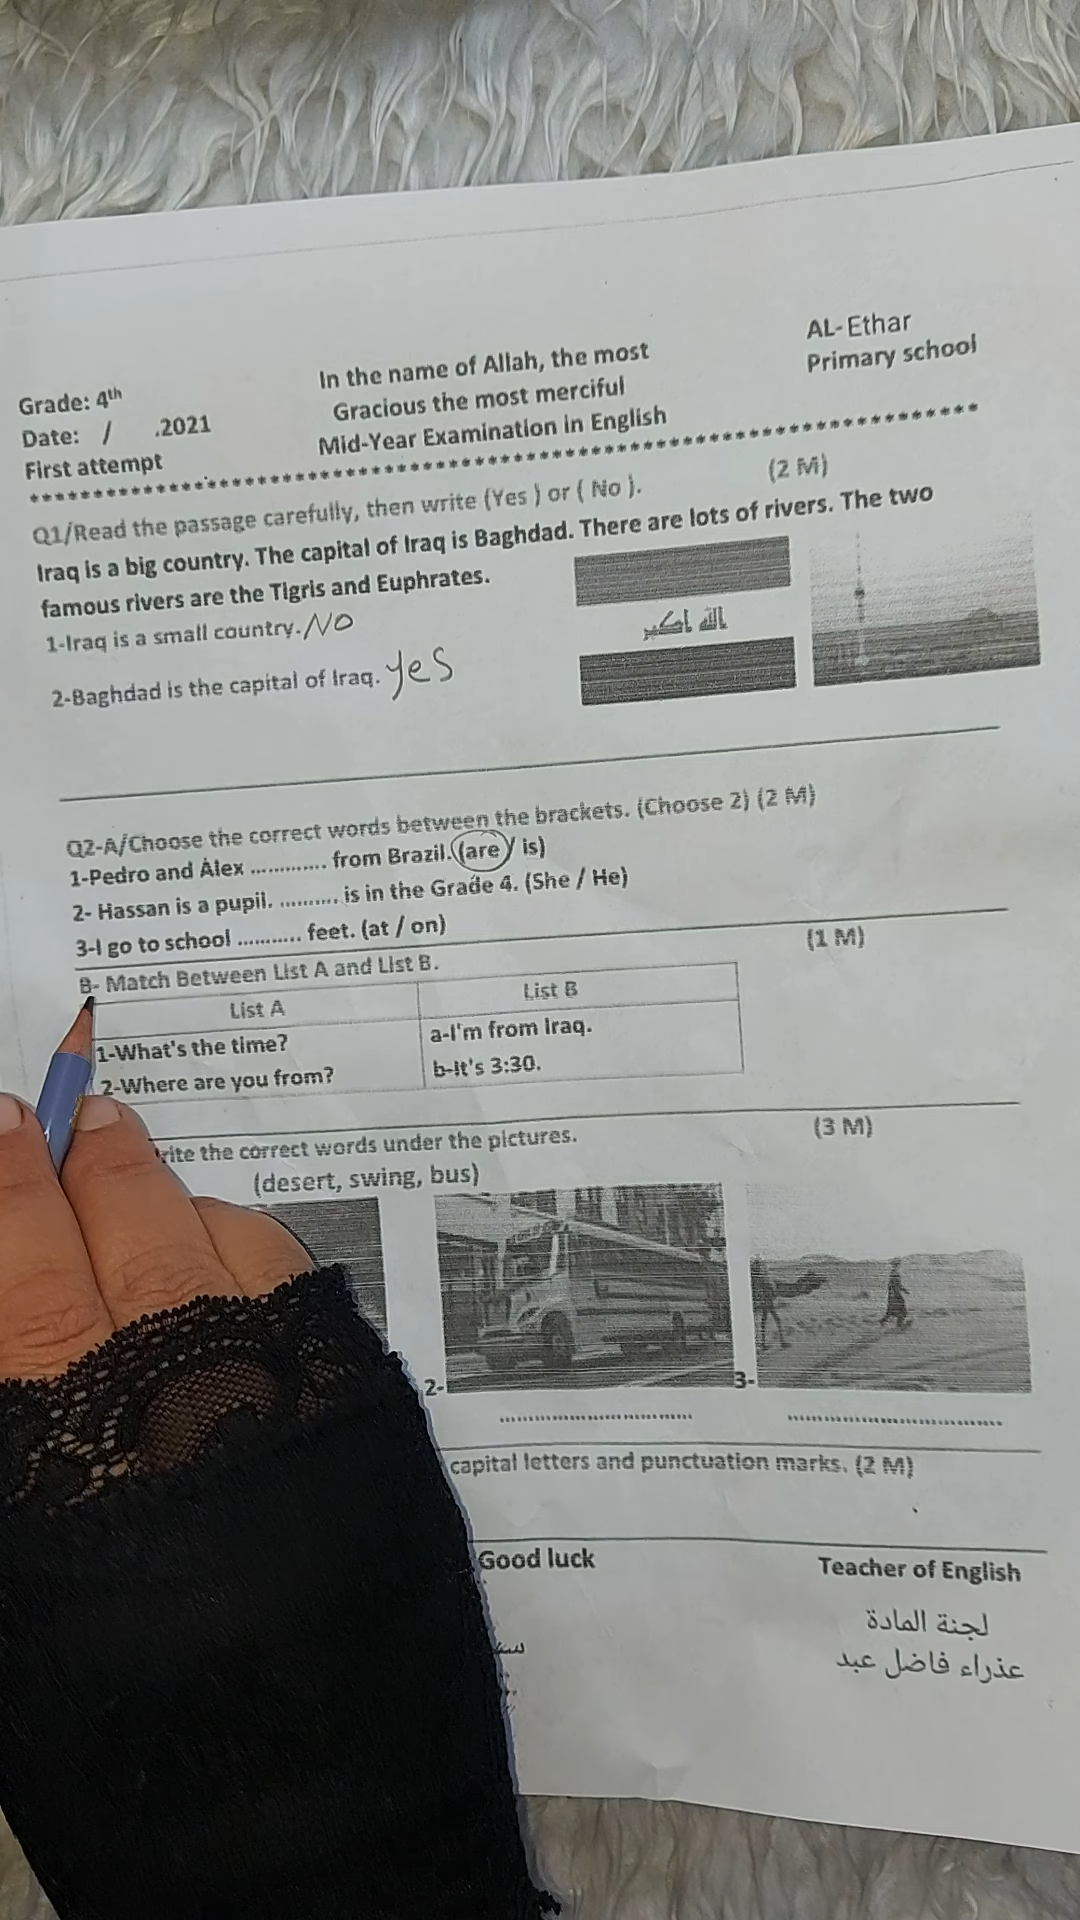 AL-Ethar
Primary school
In the name of Allah, the most
Gracious the most merciful
Mid-Year Examination in English
Grade: 4th
Date: / .2021
First attempt
Q1/Read the passage carefully, then write (Yes ) or ( No ). (2 M)
Iraq is a big country. The capital of Iraq is Baghdad. There are lots of rivers. The two
famous rivers are the Tigris and Euphrates.
1-Iraq is a small country. NO
الله اكبر
2-Baghdad is the capital of Iraq. yes
Q2-A/Choose the correct words between the brackets. (Choose 2) (2 M)
1-Pedro and Alex ............ from Brazil. (are / is)
2- Hassan is a pupil. .......... is in the Grade 4. (She / He)
3-I go to school ........... feet. (at / on)
B- Match Between List A and List B. (1 M)
List A List B
1-What's the time? a-I'm from Iraq.
2-Where are you from? b-It's 3:30.
the correct words under the pictures. (3 M)
(desert, swing, bus)
2- 3-
capital letters and punctuation marks. (2 M)
Good luck
Teacher of English
لجنة المادة
عذراء فاضل عبد